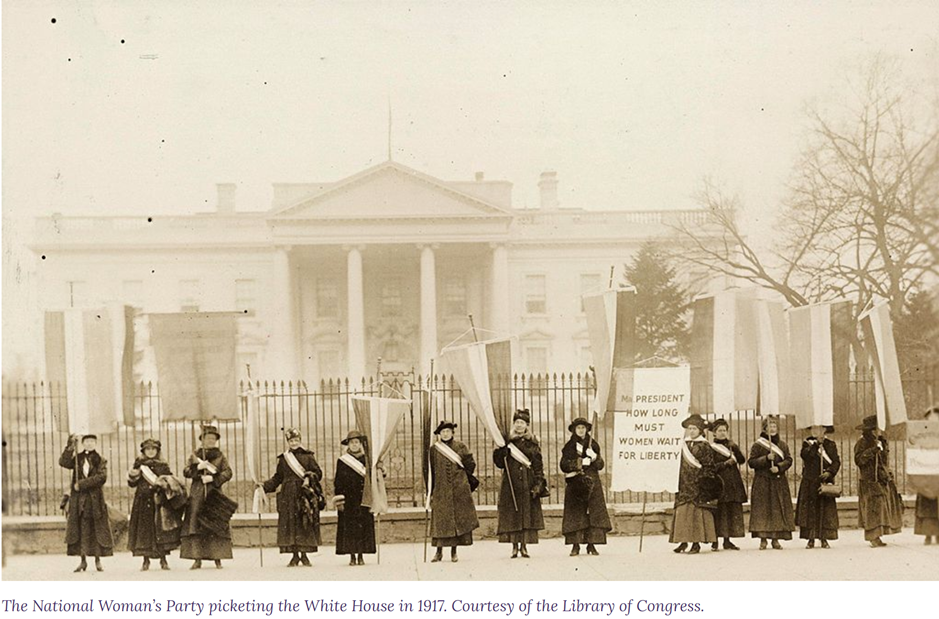 MR. PRESIDENT
HOW LONG
MUST
WOMEN WAIT
FOR LIBERTY
The National Woman's Party picketing the White House in 1917. Courtesy of the Library of Congress.